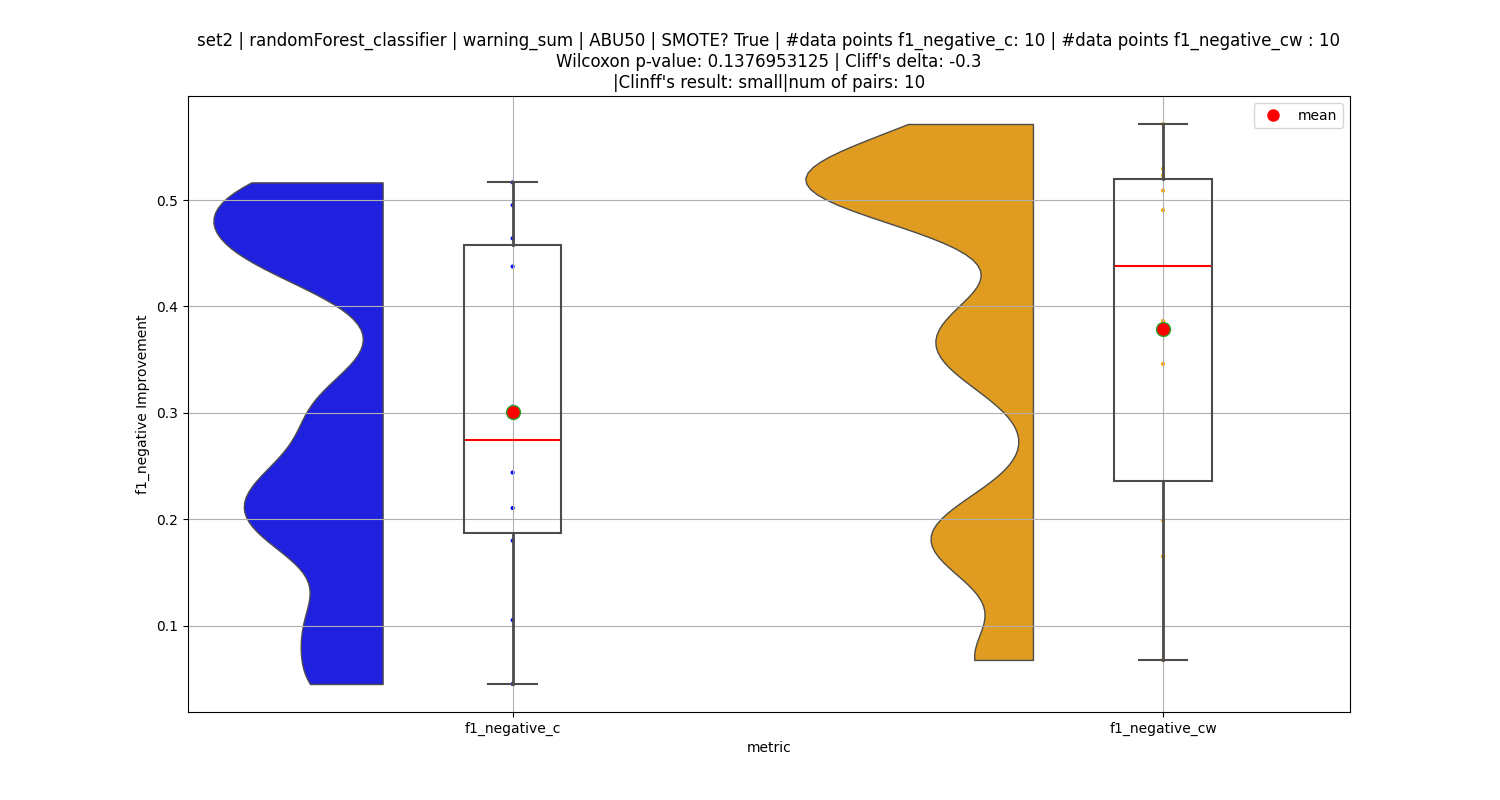 set2 | randomForest_classifier | warning_sum | ABU50 | SMOTE? True | #data points f1_negative_c: 10 | #data points f1_negative_cw : 10
Wilcoxon p-value: 0.1376953125 | Cliff's delta: -0.3
|Clinff's result: small|num of pairs: 10
mean
0.5
0.4
0.3
0.2
0.1
f1_negative Improvement
f1_negative_c
f1_negative_cw
metric